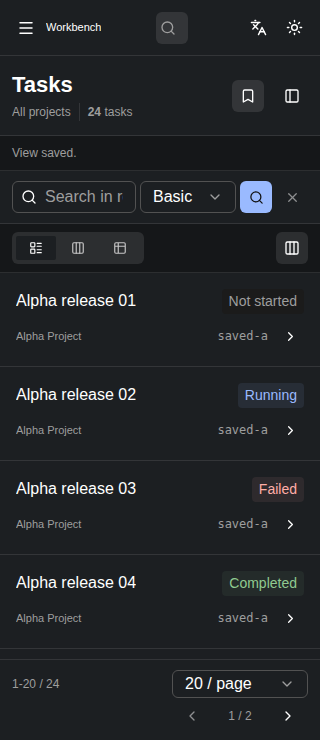 Workbench
Tasks
All projects 24 tasks
View saved.
Search in r Basic
Alpha release 01 Not started
Alpha Project saved-a
Alpha release 02 Running
Alpha Project saved-a
Alpha release 03 Failed
Alpha Project saved-a
Alpha release 04 Completed
Alpha Project saved-a
1-20 / 24 20 / page
1 / 2